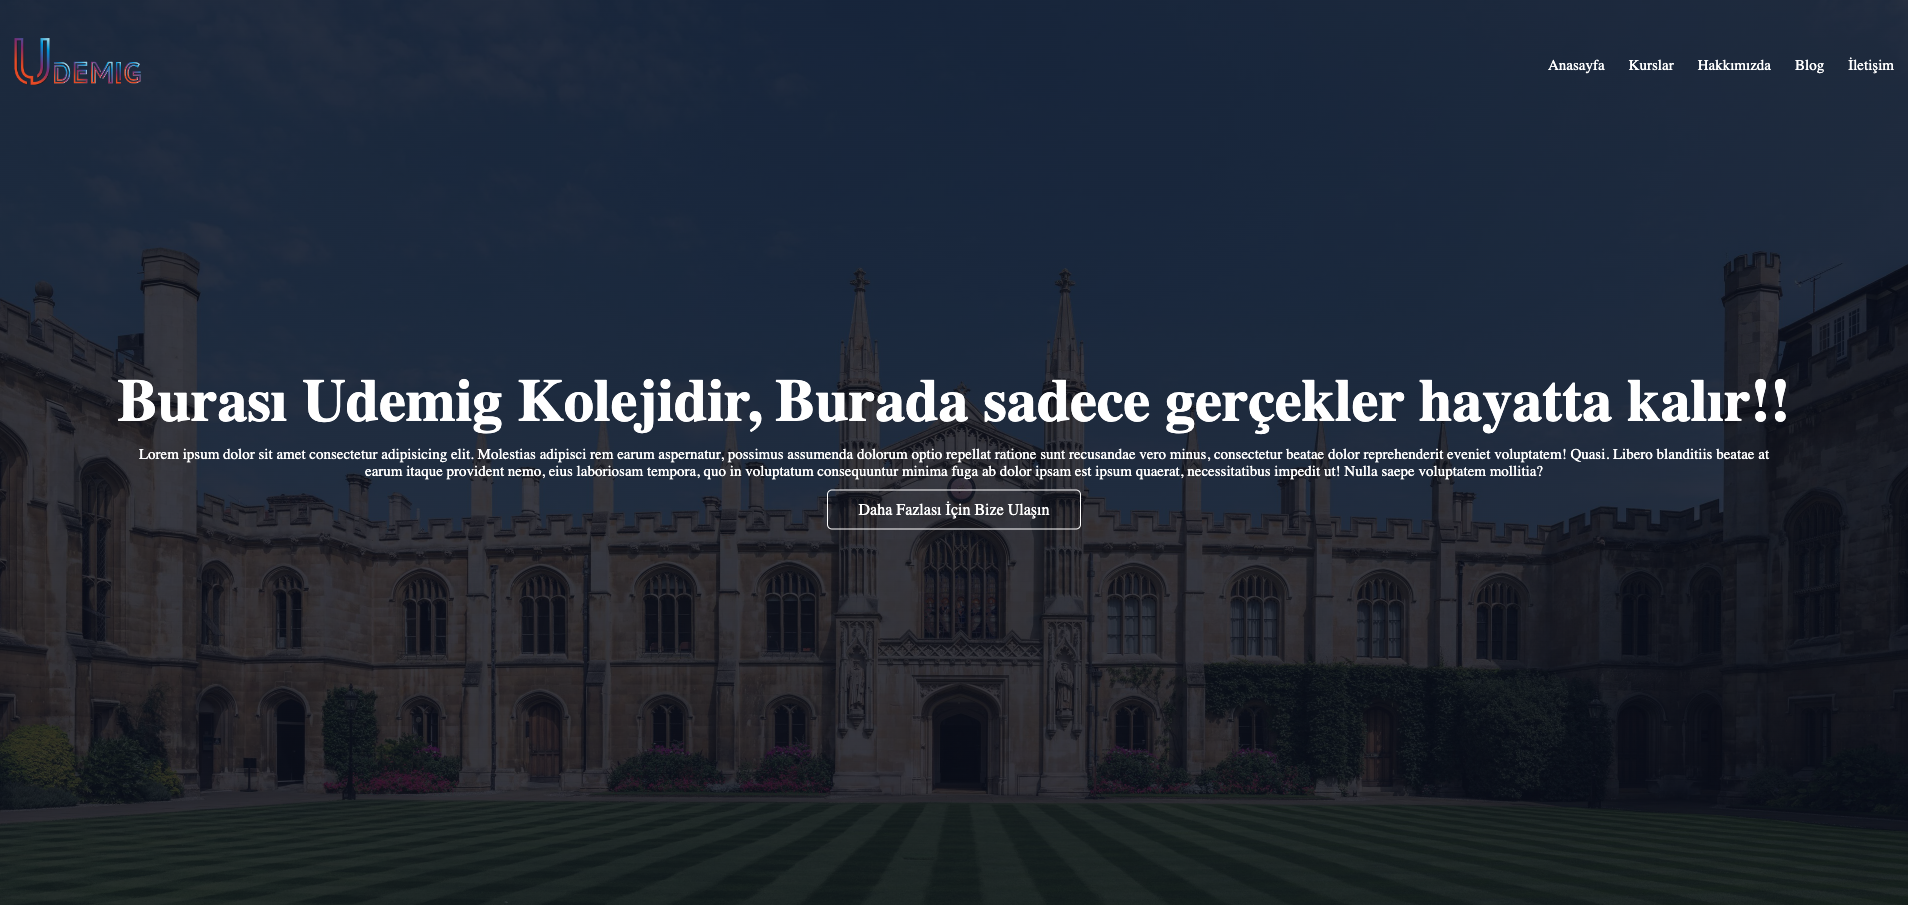 UDEMIG
Anasayfa Kurslar Hakkımızda Blog İletişim
Burası Udemig Kolejidir, Burada sadece gerçekler hayatta kalır!!
Lorem ipsum dolor sit amet consectetur adipisicing elit. Molestias adipisci rem earum aspernatur, possimus assumenda dolorum optio repellat ratione sunt recusandae vero minus, consectetur beatae dolor reprehenderit eveniet voluptatem! Quasi. Libero blanditiis beatae at
earum itaque provident nemo, eius laboriosam tempora, quo in voluptatum consequuntur minima fuga ab dolor ipsam est ipsum quaerat, necessitatibus impedit ut! Nulla saepe voluptatem mollitia?
Daha Fazlası İçin Bize Ulaşın